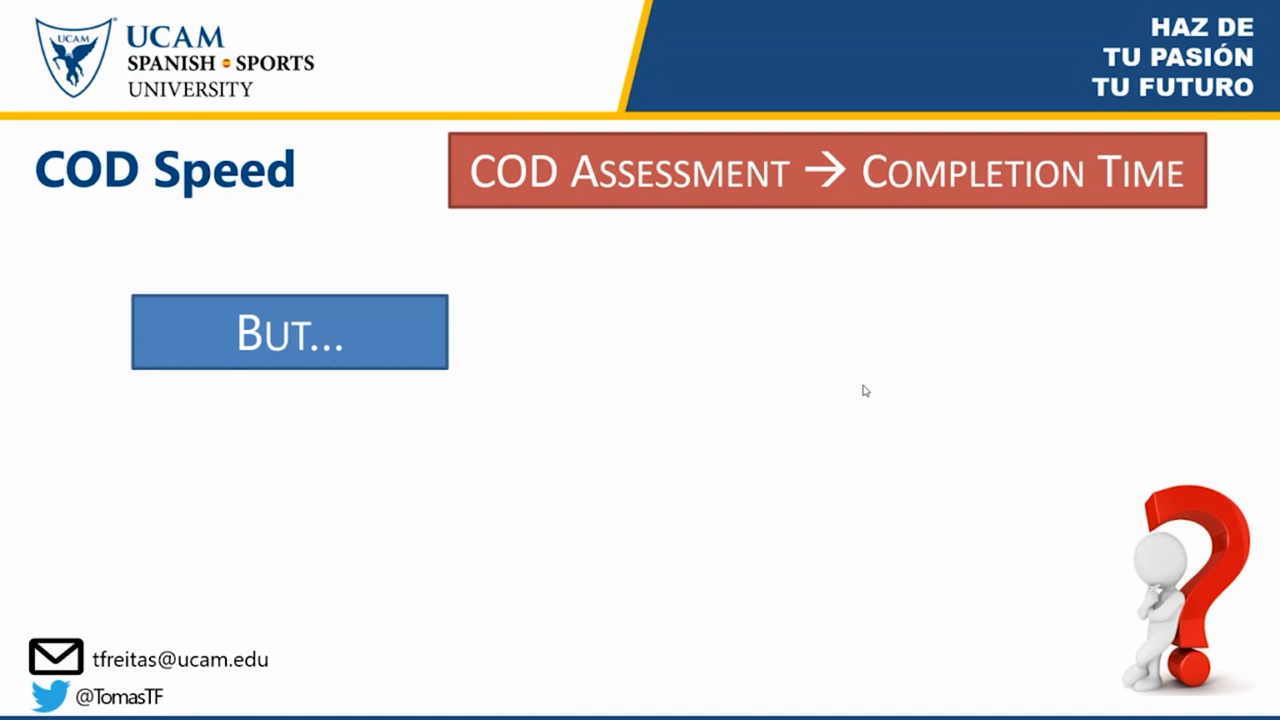 UCAM
UCAM
SPANISH SPORTS
UNIVERSITY
HAZ DE
TU PASIÓN
TU FUTURO
COD Speed
COD ASSESSMENT → COMPLETION TIME
BUT...
tfreitas@ucam.edu
@TomasTF